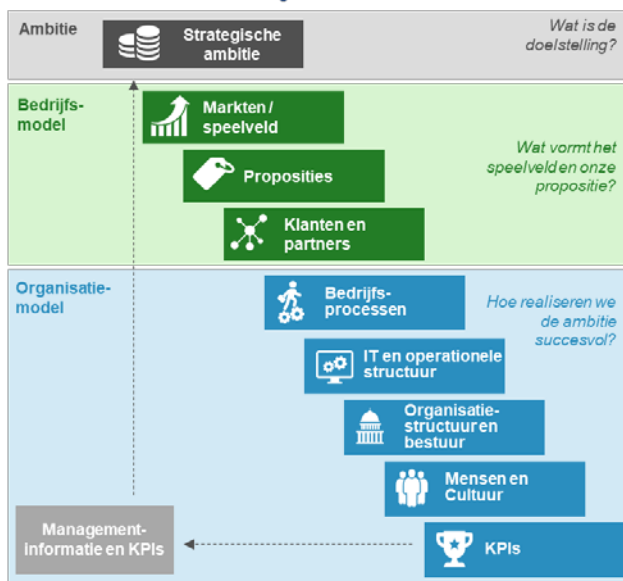 Ambitie
Strategische
ambitie
Wat is de
doelstelling?
Bedrijfs-
model
Markten /
speelveld
Proposities
Klanten en
partners
Wat vormt het
speelveld en onze
propositie?
Organisatie-
model
Bedrijfs-
processen
Hoe realiseren we
de ambitie
succesvol?
IT en operationele
structuur
Organisatie-
structuur en
bestuur
Mensen en
Cultuur
Management-
informatie en KPIs
KPIs